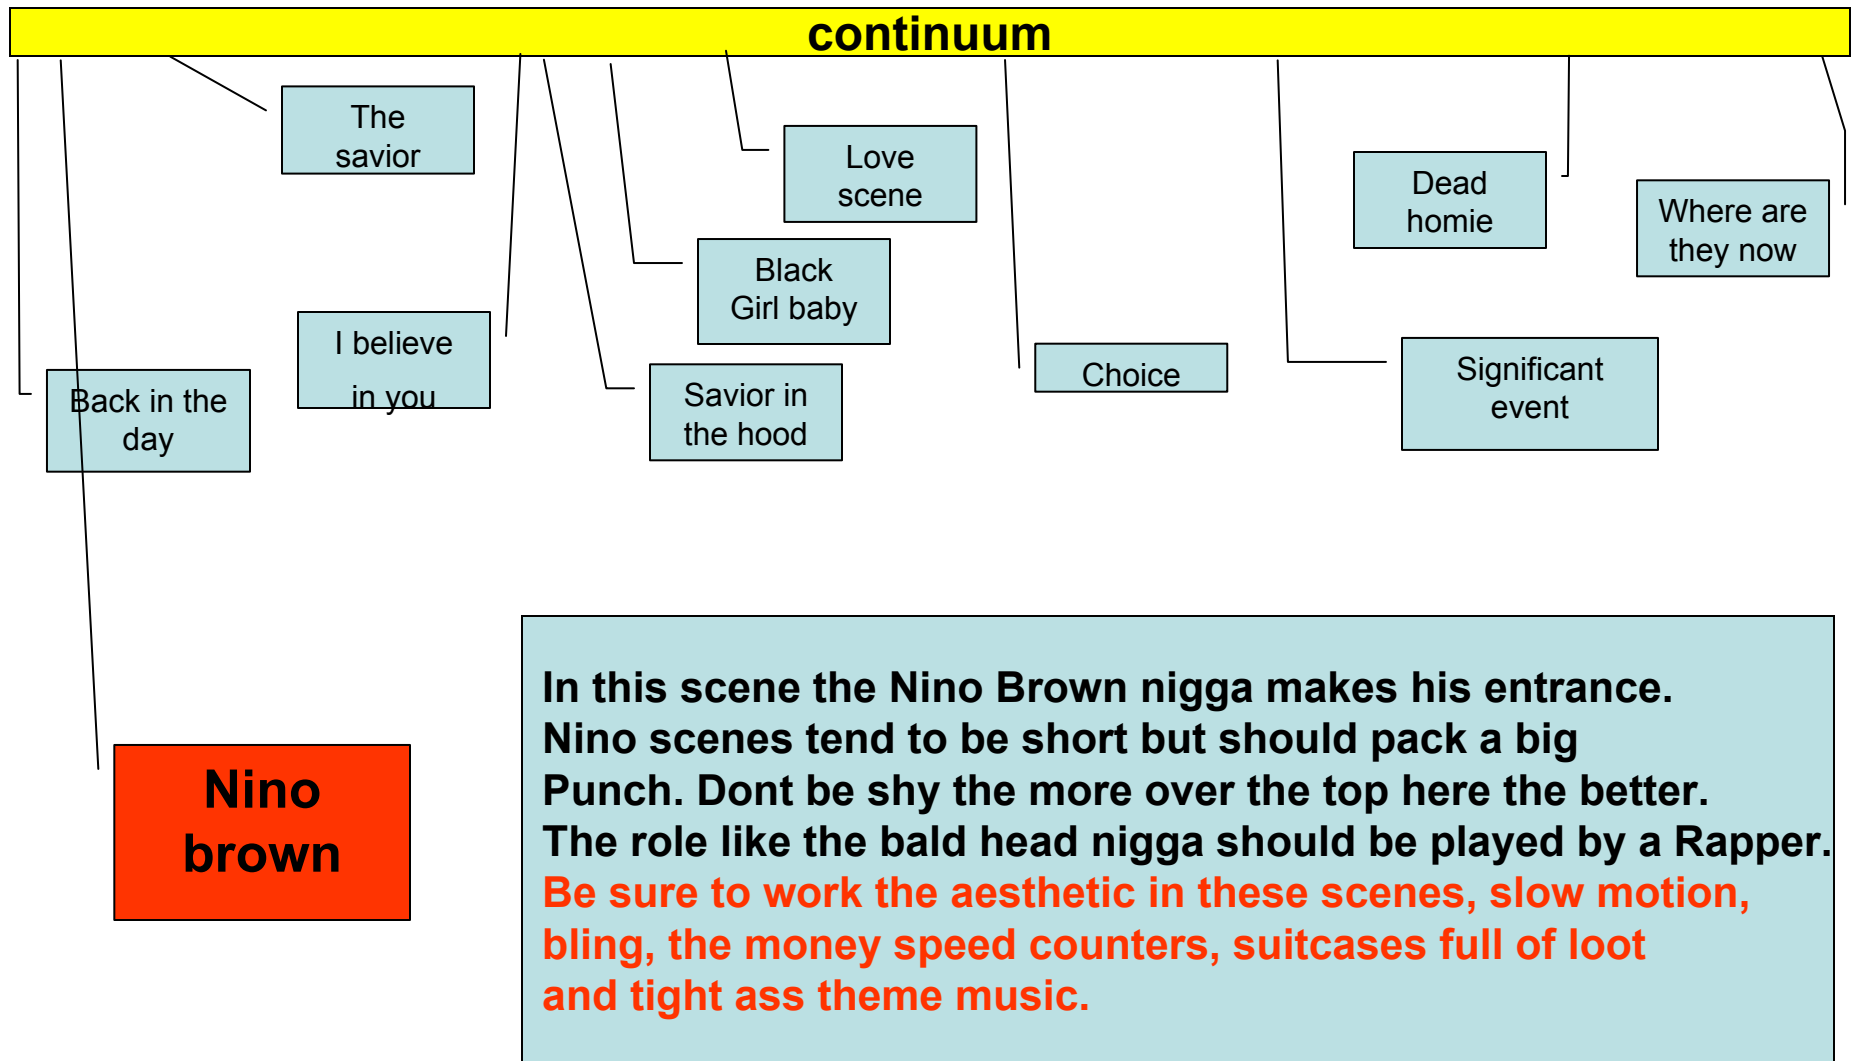 continuum
The
savior
Love
scene
Dead
homie
Where are
they now
Black
Girl baby
I believe
in you
Choice
Significant
event
Back in the
day
Savior in
the hood
Nino
brown
In this scene the Nino Brown nigga makes his entrance.
Nino scenes tend to be short but should pack a big
Punch. Dont be shy the more over the top here the better.
The role like the bald head nigga should be played by a Rapper.
Be sure to work the aesthetic in these scenes, slow motion,
bling, the money speed counters, suitcases full of loot
and tight ass theme music.